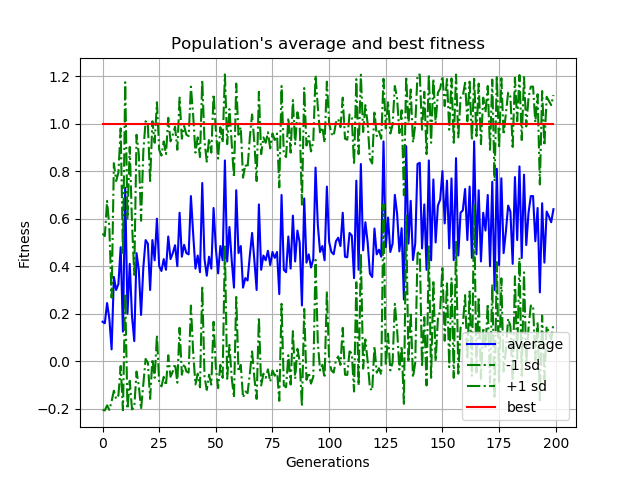 Population's average and best fitness
1.2
1.0
0.8
0.6
0.4
0.2
0.0
−0.2
Fitness
0
25
50
75
100
125
150
175
200
Generations
average
-1 sd
+1 sd
best